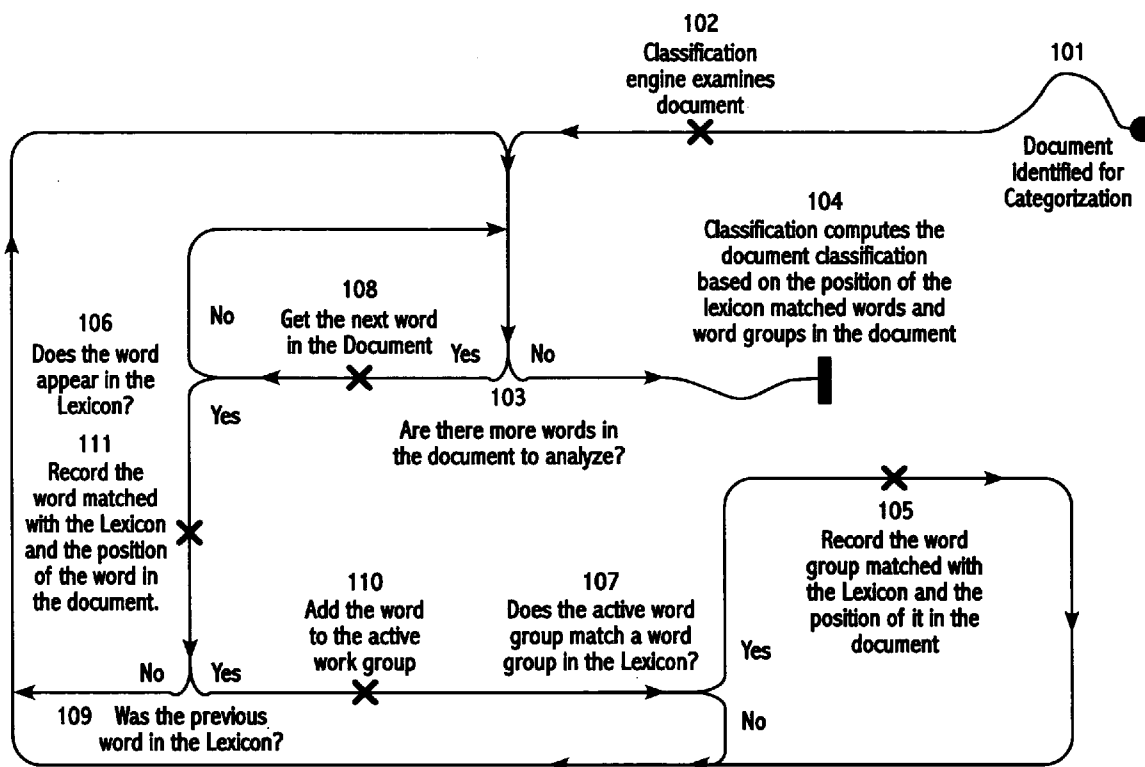 102
Classification
engine examines
document
101
Document
Identified for
Categorization
104
Classification computes the
document classification
based on the position of the
lexicon matched words and
word groups in the document
108
Get the next word
in the Document
No
106
Does the word
appear in the
Lexicon?
Yes
No
103
Are there more words in
the document to analyze?
Yes
111
Record the
word matched
with the Lexicon
and the position
of the word in
the document.
105
Record the word
group matched with
the Lexicon and the
position of it in the
document
110
Add the word
to the active
work group
107
Does the active word
group match a word
group in the Lexicon?
Yes
No
No
Yes
109 Was the previous
word in the Lexicon?